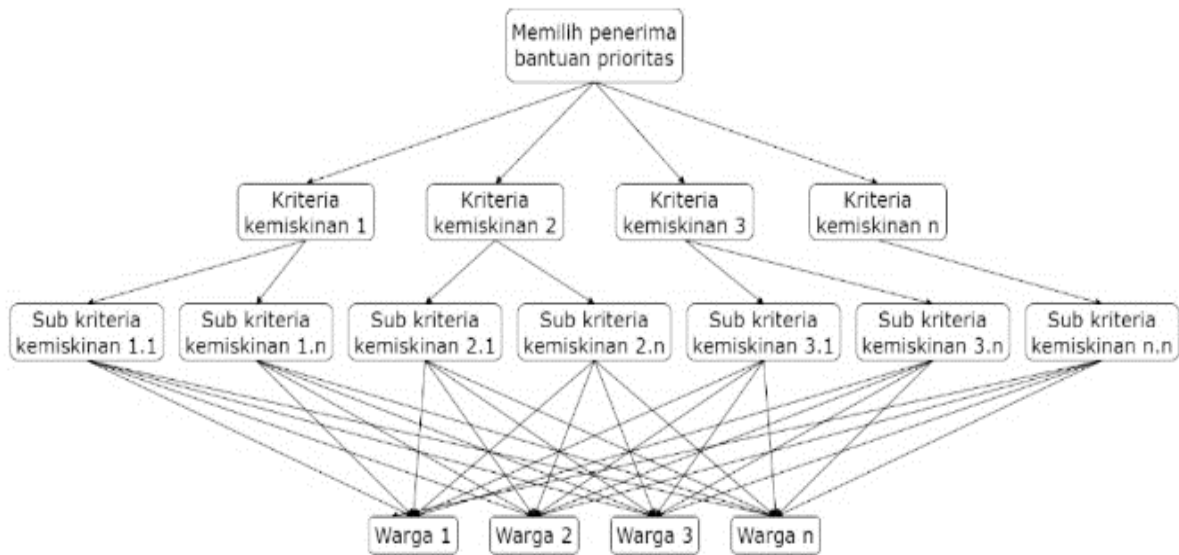 Memilih penerima
bantuan prioritas
Kriteria
kemiskinan 1
Kriteria
kemiskinan 2
Kriteria
kemiskinan 3
Kriteria
kemiskinan n
Sub kriteria
kemiskinan 1.1
Sub kriteria
kemiskinan 1.n
Sub kriteria
kemiskinan 2.1
Sub kriteria
kemiskinan 2.n
Sub kriteria
kemiskinan 3.1
Sub kriteria
kemiskinan 3.n
Sub kriteria
kemiskinan n.n
Warga 1
Warga 2
Warga 3
Warga n